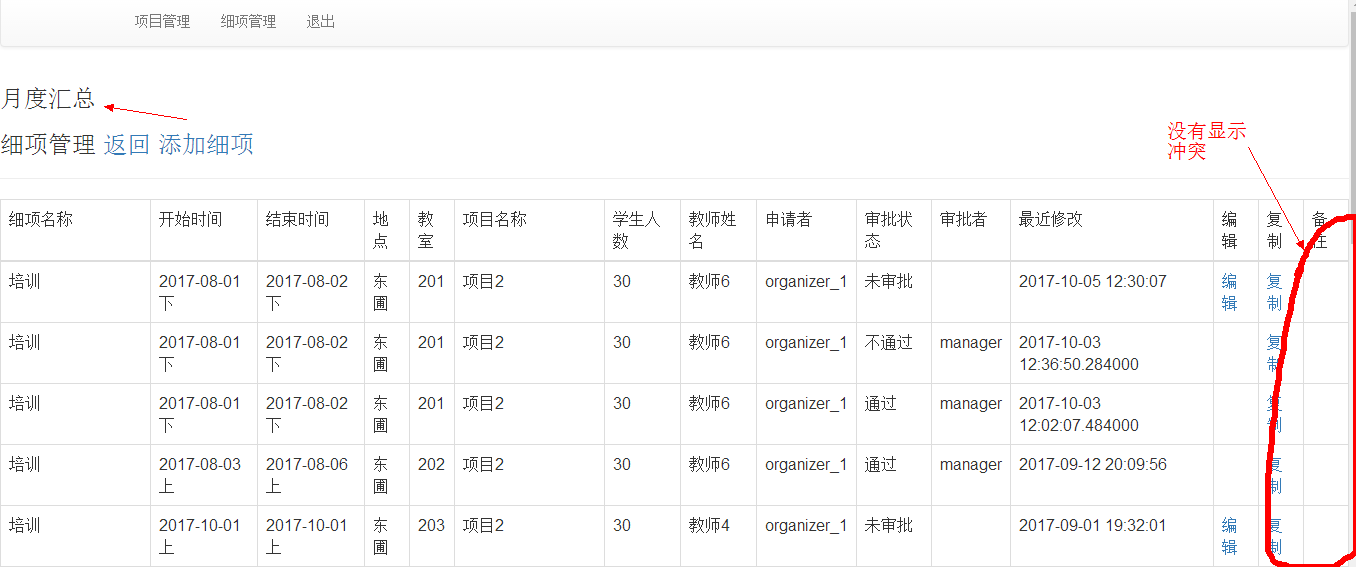 项目管理 细项管理 退出
月度汇总
没有显示
冲突
细项管理 返回 添加细项
细项名称 开始时间 结束时间 地点 教室 项目名称 学生人数 教师姓名 申请者 审批状态 审批者 最近修改 编辑 复制 备注
培训 2017-08-01 下 2017-08-02 下 东圃 201 项目2 30 教师6 organizer_1 未审批 2017-10-05 12:30:07 编辑 复制
培训 2017-08-01 下 2017-08-02 下 东圃 201 项目2 30 教师6 organizer_1 不通过 manager 2017-10-03 12:36:50.284000 复制
培训 2017-08-01 下 2017-08-02 下 东圃 201 项目2 30 教师6 organizer_1 通过 manager 2017-10-03 12:02:07.484000 复制
培训 2017-08-03 上 2017-08-06 上 东圃 202 项目2 30 教师6 organizer_1 通过 manager 2017-09-12 20:09:56 复制
培训 2017-10-01 上 2017-10-01 上 东圃 203 项目2 30 教师4 organizer_1 未审批 2017-09-01 19:32:01 编辑 复制